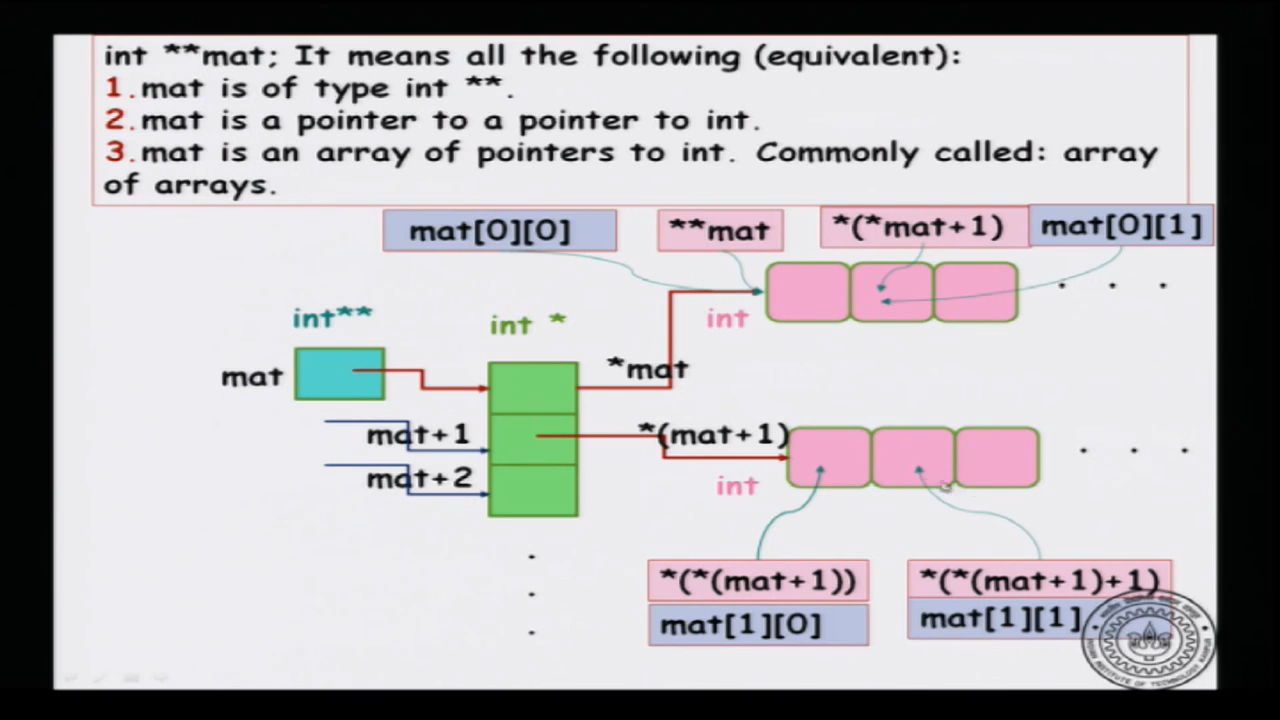 int **mat; It means all the following (equivalent):
1.mat is of type int **.
2.mat is a pointer to a pointer to int.
3.mat is an array of pointers to int. Commonly called: array
of arrays.
mat[0][0]
**mat
*(*mat+1)
mat[0][1]
int**
int *
int
mat
*mat
mat+1
*(mat+1)
mat+2
int
*(*(mat+1))
*(*(mat+1)+1)
mat[1][0]
mat[1][1]